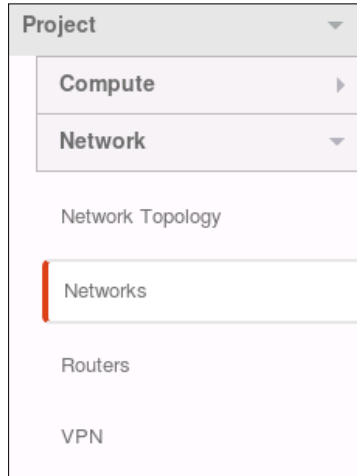 Project
Compute
Network
Network Topology
Networks
Routers
VPN